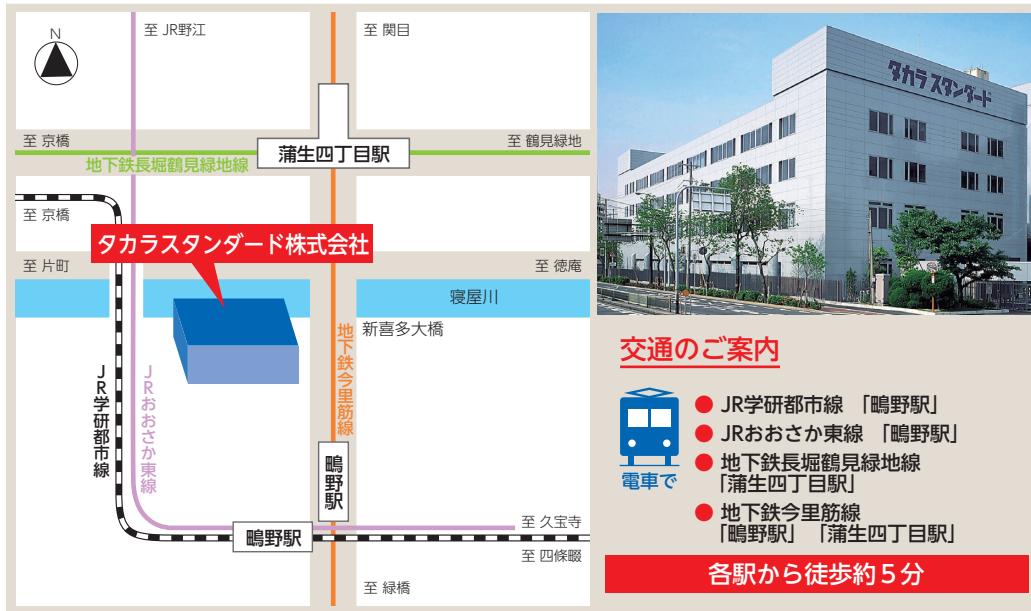 N
至 JR野江
至 関目
至 京橋
蒲生四丁目駅
至 鶴見緑地
地下鉄長堀鶴見緑地線
至 京橋
タカラスタンダード株式会社
至 片町
至 徳庵
寝屋川
新喜多大橋
地下鉄今里筋線
JR学研都市線
JRおおさか東線
鴫野駅
至 久宝寺
鴫野駅
至 四條畷
至 緑橋
タカラスタンダード
交通のご案内
電車で
● JR学研都市線 「鴫野駅」
● JRおおさか東線 「鴫野駅」
● 地下鉄長堀鶴見緑地線
「蒲生四丁目駅」
● 地下鉄今里筋線
「鴫野駅」「蒲生四丁目駅」
各駅から徒歩約5分